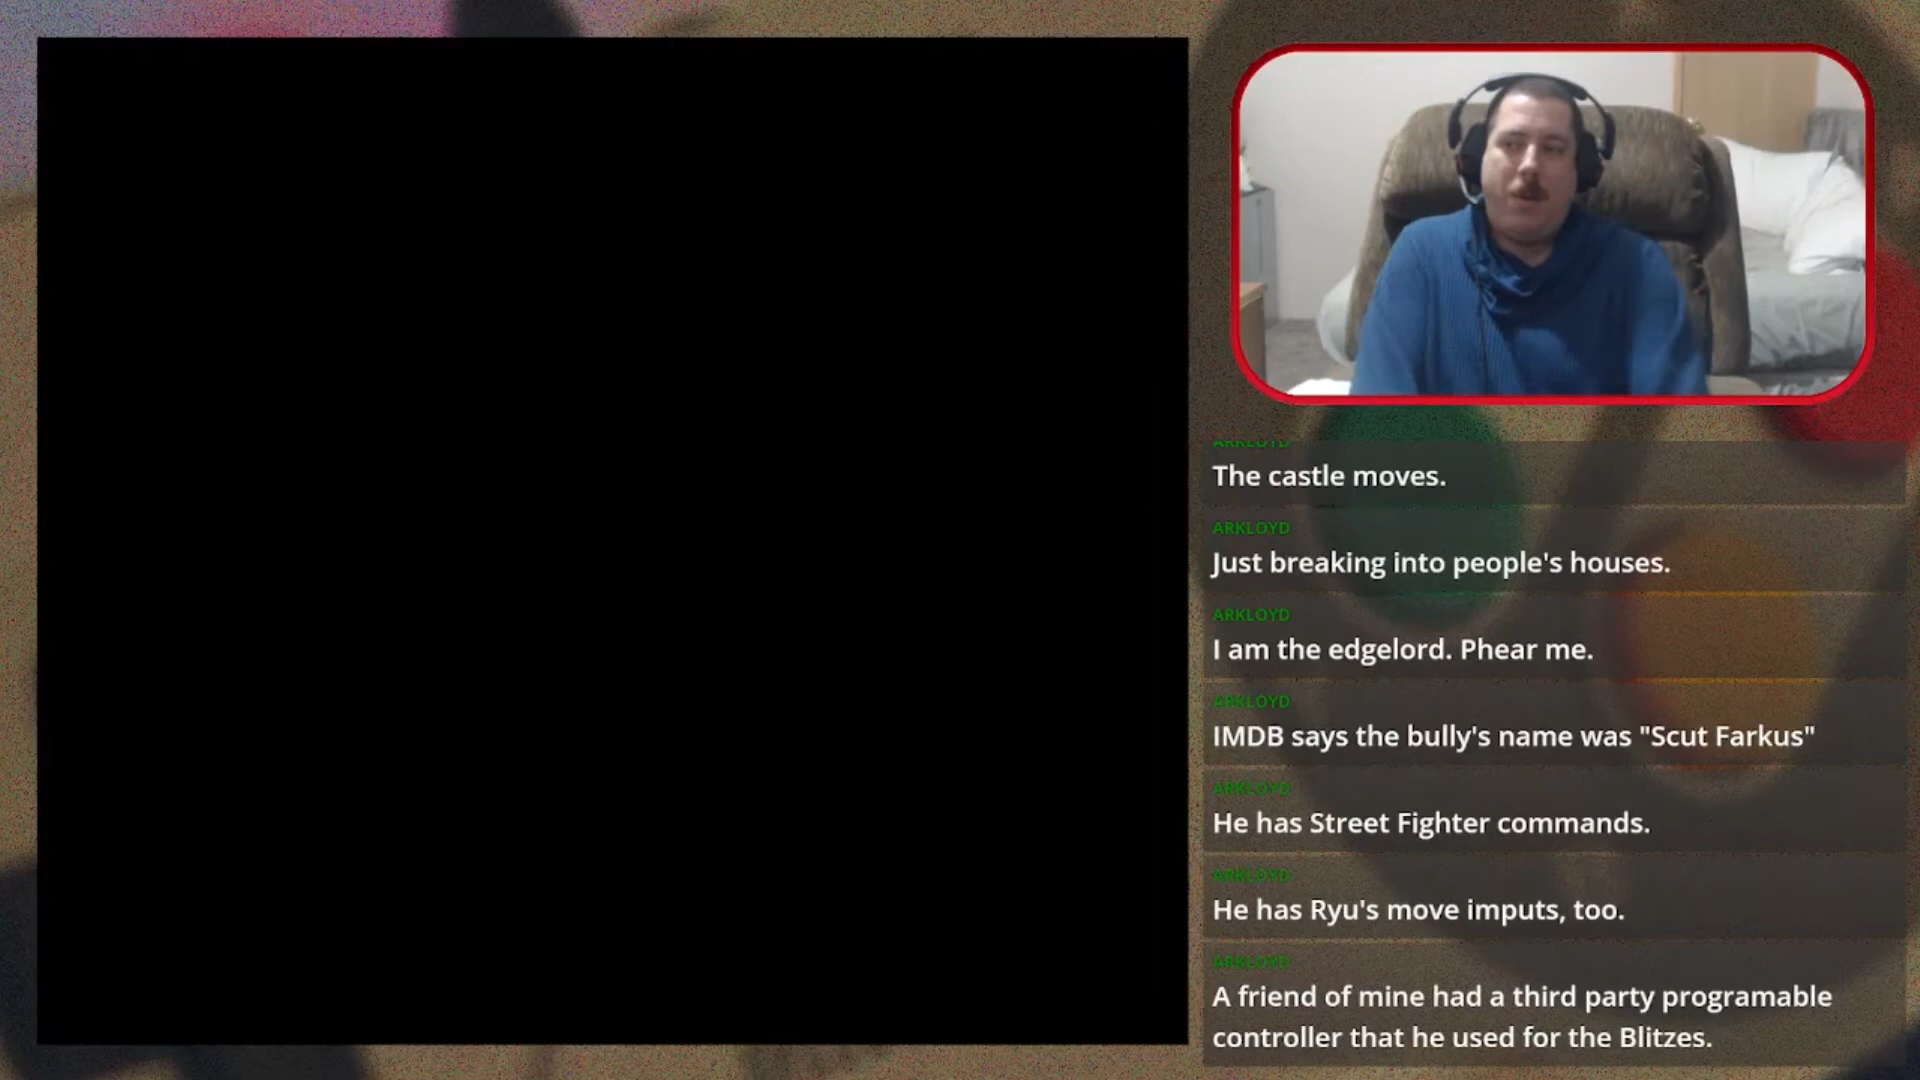 ARKLOYD
The castle moves.
ARKLOYD
Just breaking into people's houses.
ARKLOYD
I am the edgelord. Phear me.
ARKLOYD
IMDB says the bully's name was "Scut Farkus"
ARKLOYD
He has Street Fighter commands.
ARKLOYD
He has Ryu's move imputs, too.
ARKLOYD
A friend of mine had a third party programable
controller that he used for the Blitzes.